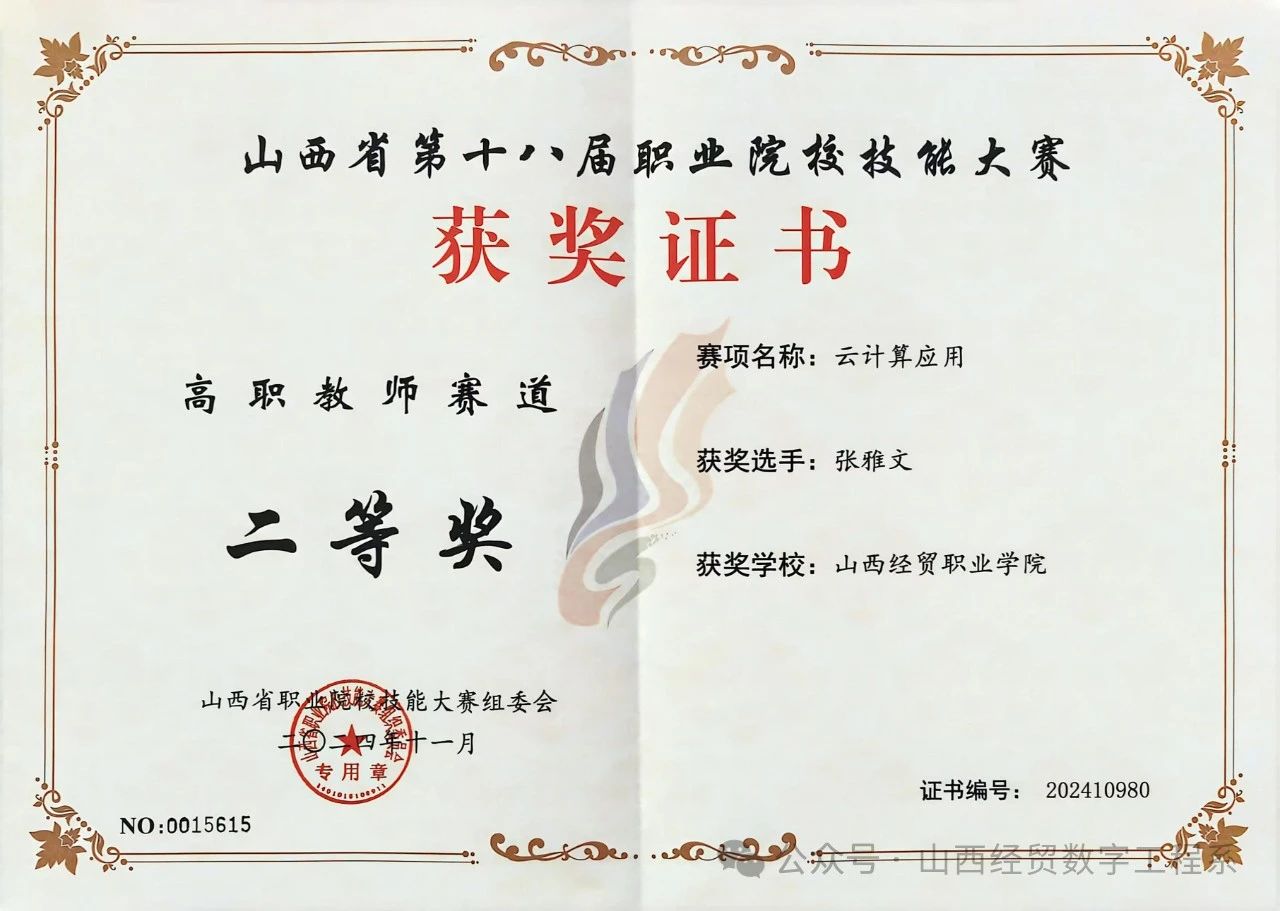 山西省第十八届职业院校技能大赛
获奖证书
高职教师赛道
二等奖
赛项名称：云计算应用
获奖选手：张雅文
获奖学校：山西经贸职业学院
山西省职业院校技能大赛组委会
二〇二四年十一月
专用章
证书编号： 202410980
NO:0015615
公众号·山西经贸数字工程系